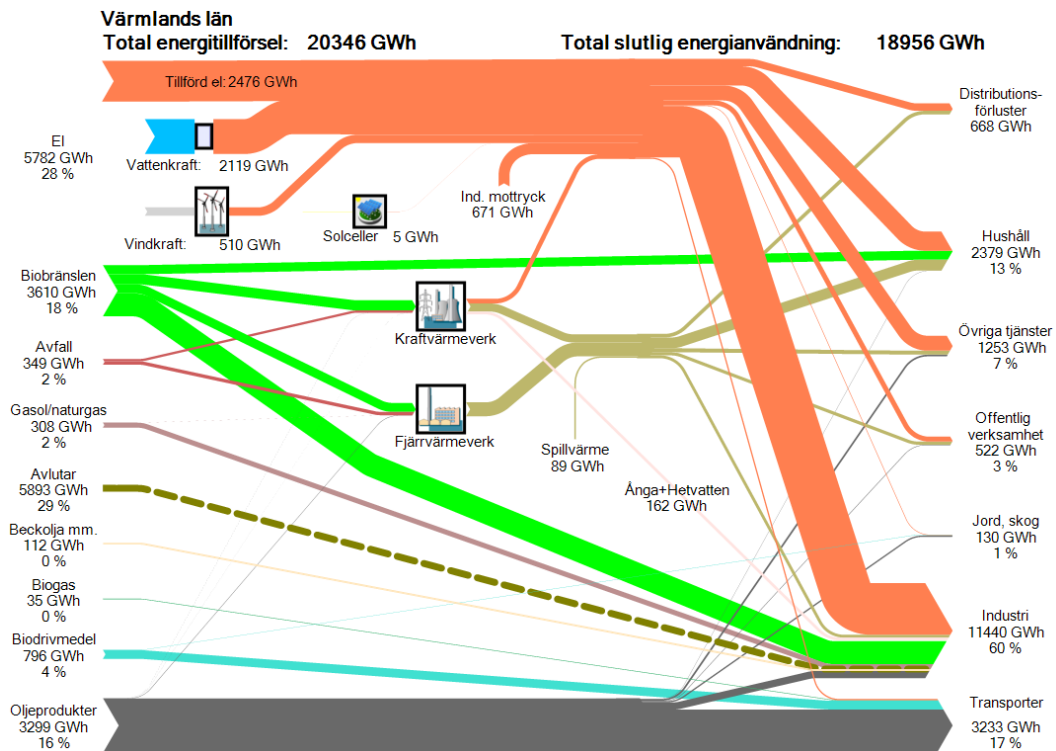 Värmlands län
Total energitillförsel: 20346 GWh
Total slutlig energianvändning: 18956 GWh
Tillförd el: 2476 GWh
El
5782 GWh
28 %
Vattenkraft: 2119 GWh
Vindkraft: 510 GWh
Solceller 5 GWh
Ind. mottryck
671 GWh
Biobränslen
3610 GWh
18 %
Kraftvärmeverk
Avfall
349 GWh
2 %
Gasol/naturgas
308 GWh
2 %
Fjärrvärmeverk
Spillvärme
89 GWh
Ånga+Hetvatten
162 GWh
Avlutar
5893 GWh
29 %
Beckolja mm.
112 GWh
0 %
Biogas
35 GWh
0 %
Biodrivmedel
796 GWh
4 %
Oljeprodukter
3299 GWh
16 %
Distributions-
förluster
668 GWh
Hushåll
2379 GWh
13 %
Övriga tjänster
1253 GWh
7 %
Offentlig
verksamhet
522 GWh
3 %
Jord, skog
130 GWh
1 %
Industri
11440 GWh
60 %
Transporter
3233 GWh
17 %